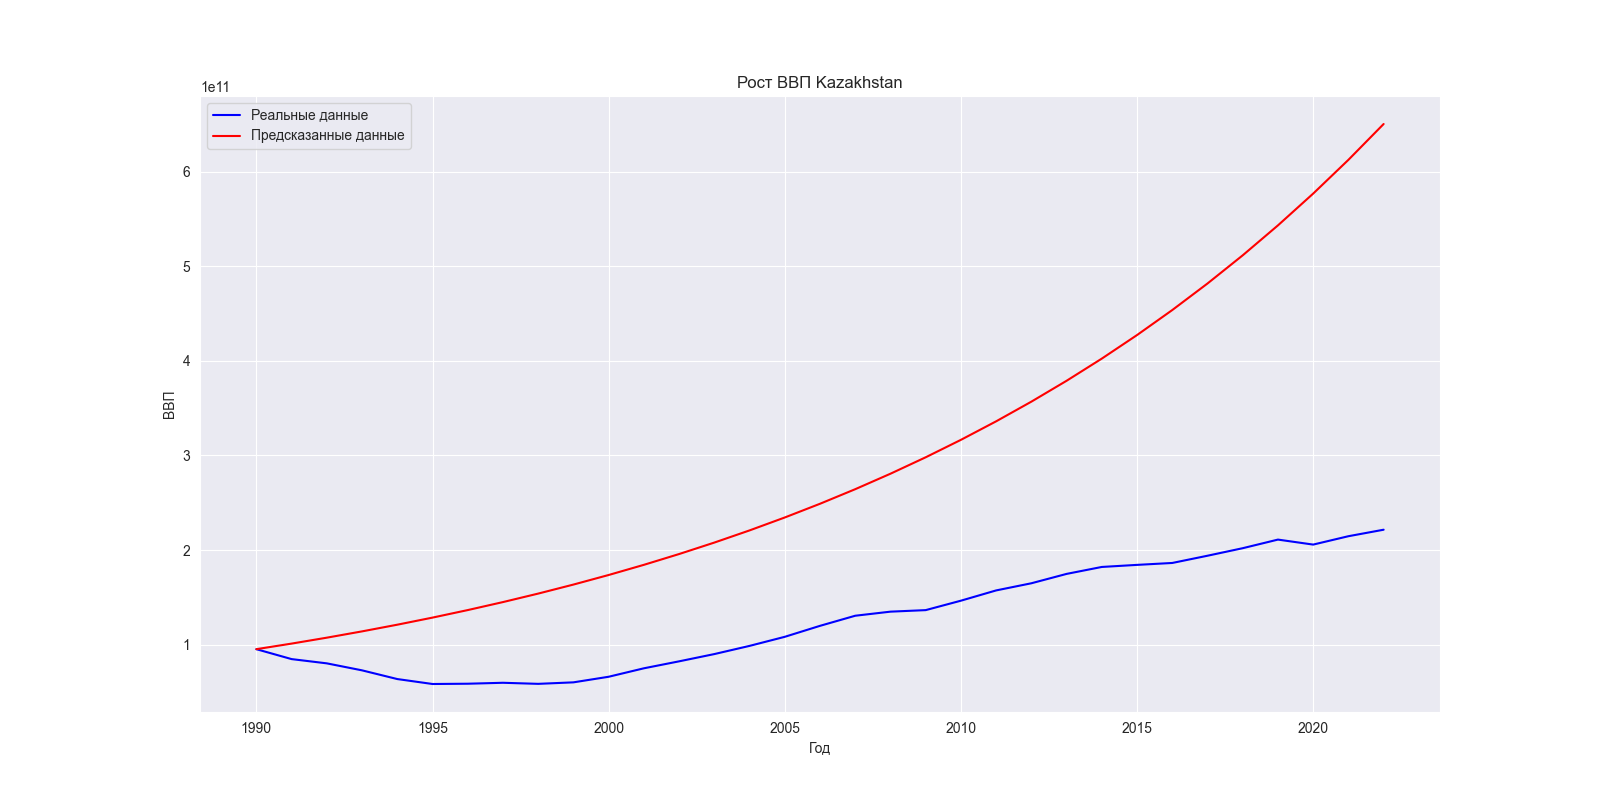 Рост ВВП Kazakhstan
1e11
Реальные данные
Предсказанные данные
6
5
4
3
2
1
ВВП
1990
1995
2000
2005
2010
2015
2020
Год